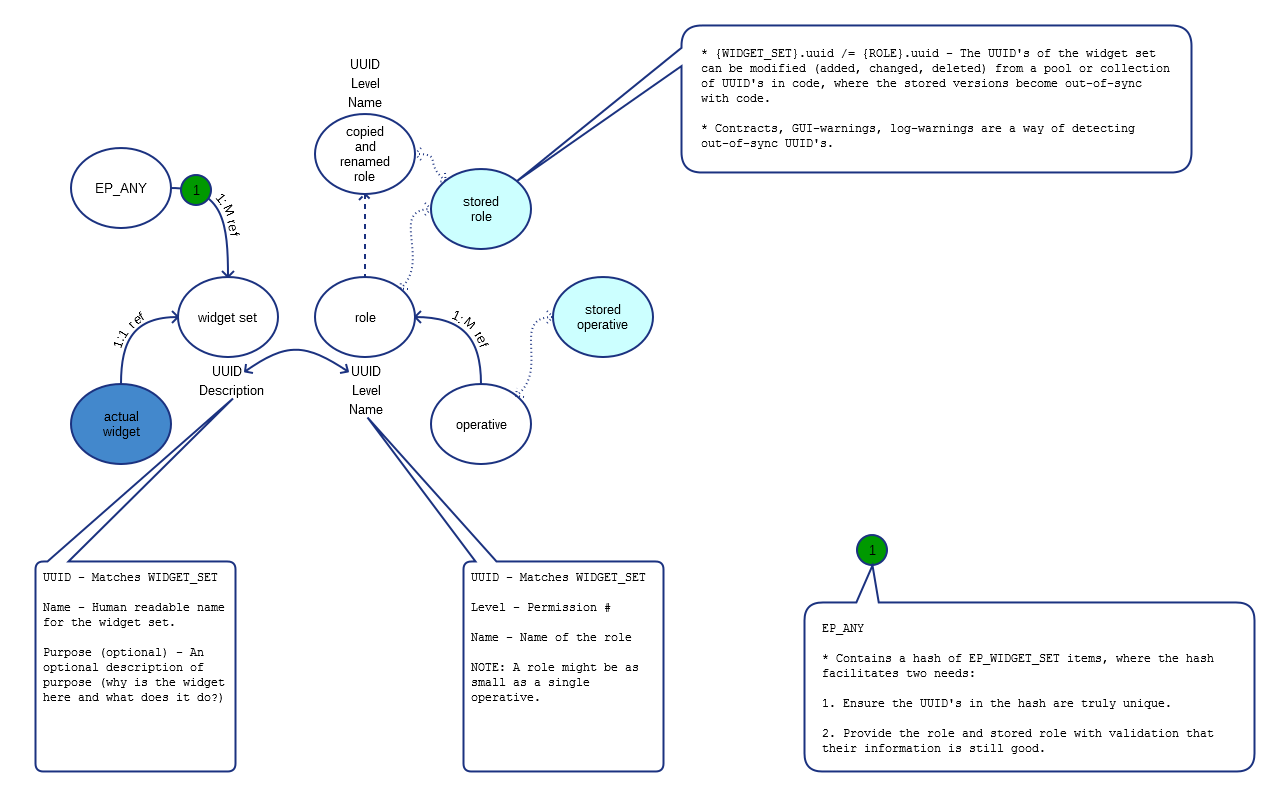 * {WIDGET_SET}.uuid /= {ROLE}.uuid - The UUID's of the widget set
can be modified (added, changed, deleted) from a pool or collection
of UUID's in code, where the stored versions become out-of-sync
with code.
* Contracts, GUI-warnings, log-warnings are a way of detecting
out-of-sync UUID's.
UUID
Level
Name
copied
and
renamed
role
EP_ANY
1
1:M ref
stored
role
widget set
role
stored
operative
1:1 ref
1:M ref
UUID
Description
UUID
Level
Name
actual
widget
operative
UUID - Matches WIDGET_SET
Name - Human readable name
for the widget set.
Purpose (optional) - An
optional description of
purpose (why is the widget
here and what does it do?)
UUID - Matches WIDGET_SET
Level - Permission #
Name - Name of the role
NOTE: A role might be as
small as a single
operative.
1
EP_ANY
* Contains a hash of EP_WIDGET_SET items, where the hash
facilitates two needs:
1. Ensure the UUID's in the hash are truly unique.
2. Provide the role and stored role with validation that
their information is still good.